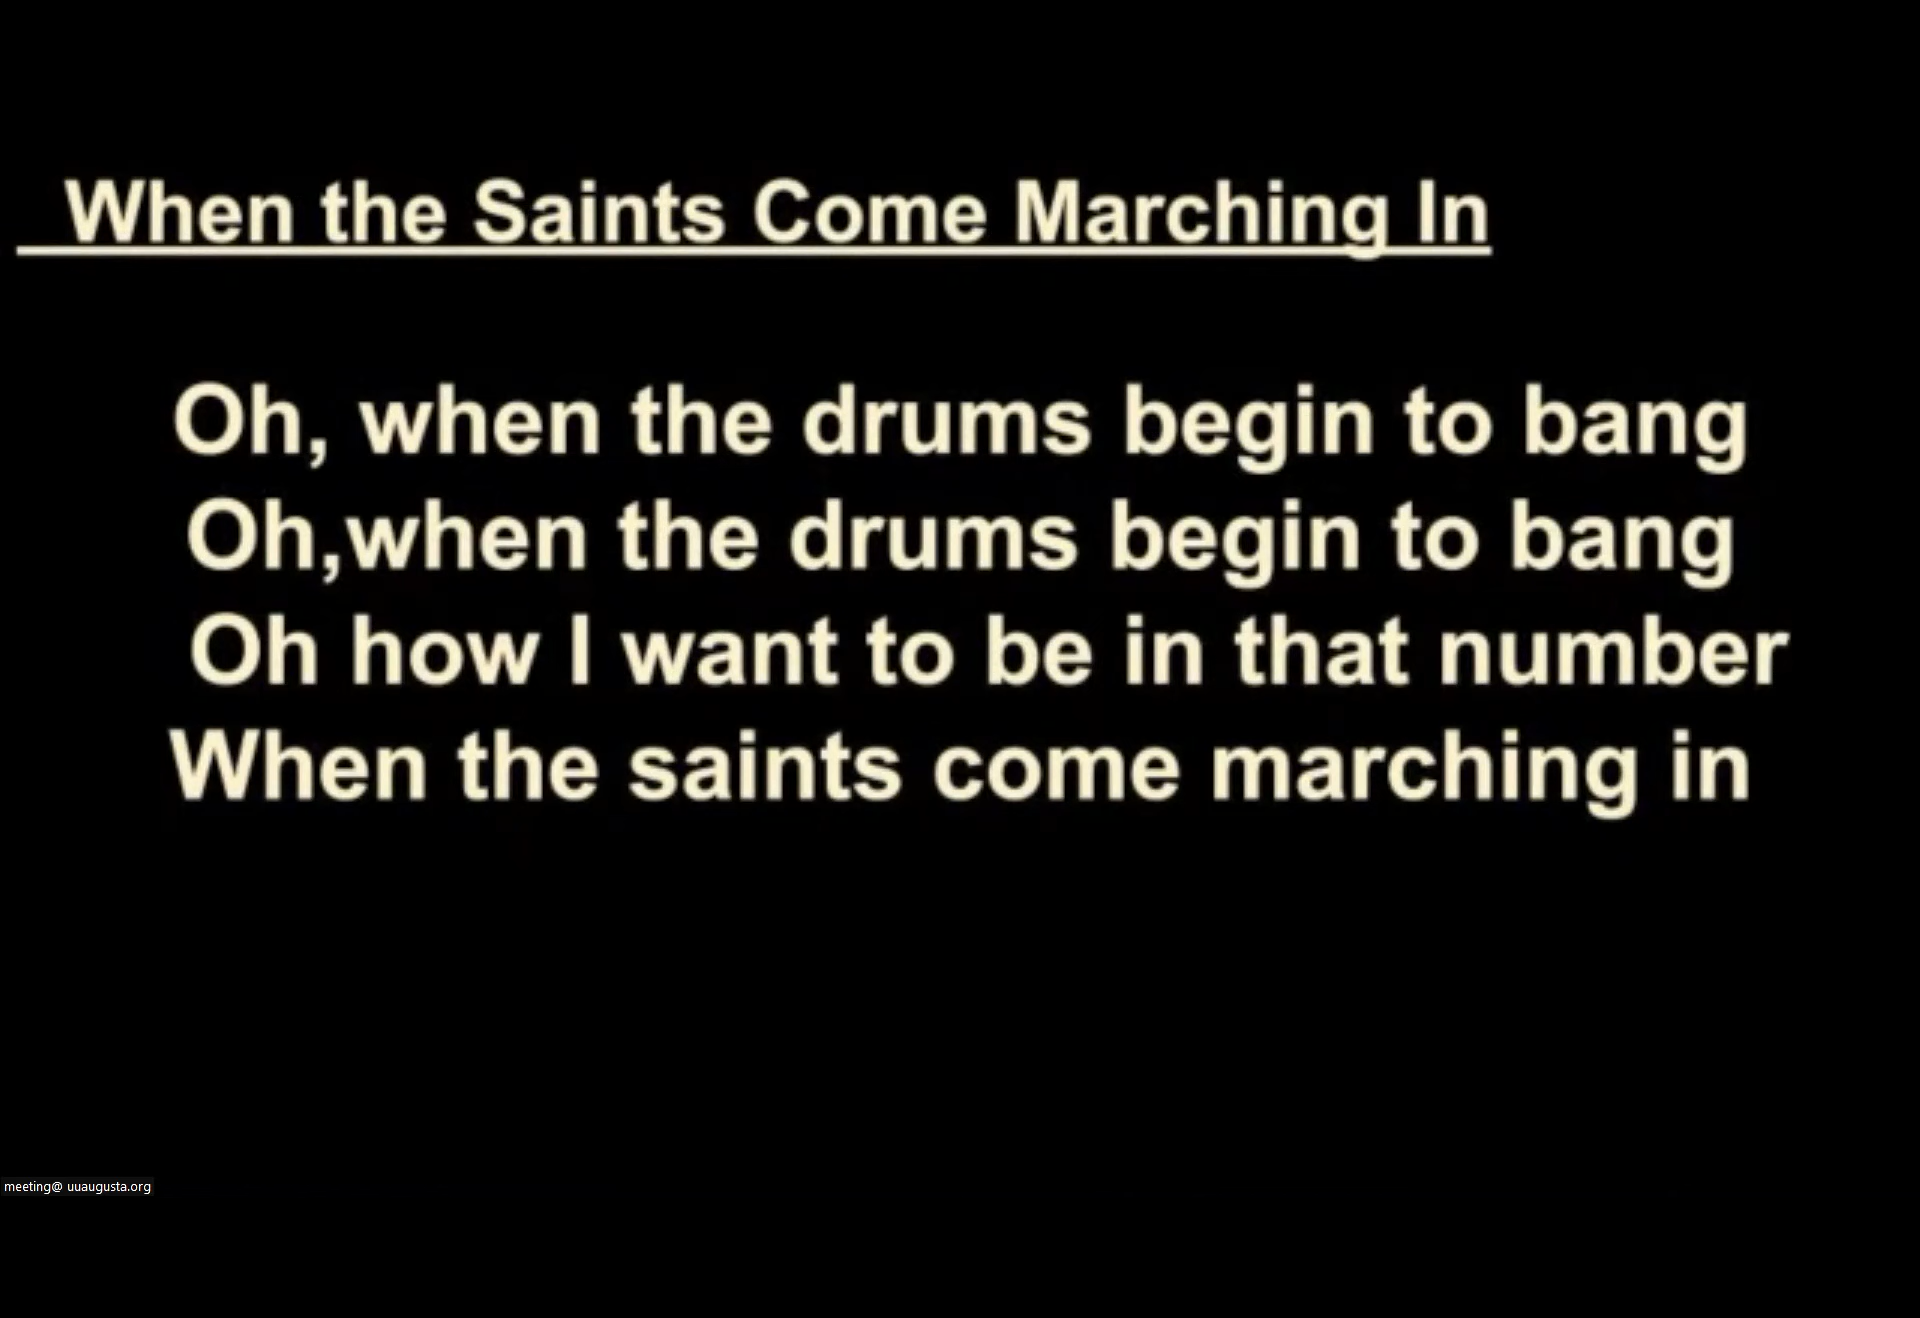 When the Saints Come Marching In
Oh, when the drums begin to bang
Oh,when the drums begin to bang
Oh how I want to be in that number
When the saints come marching in
meeting@ uuaugusta.org